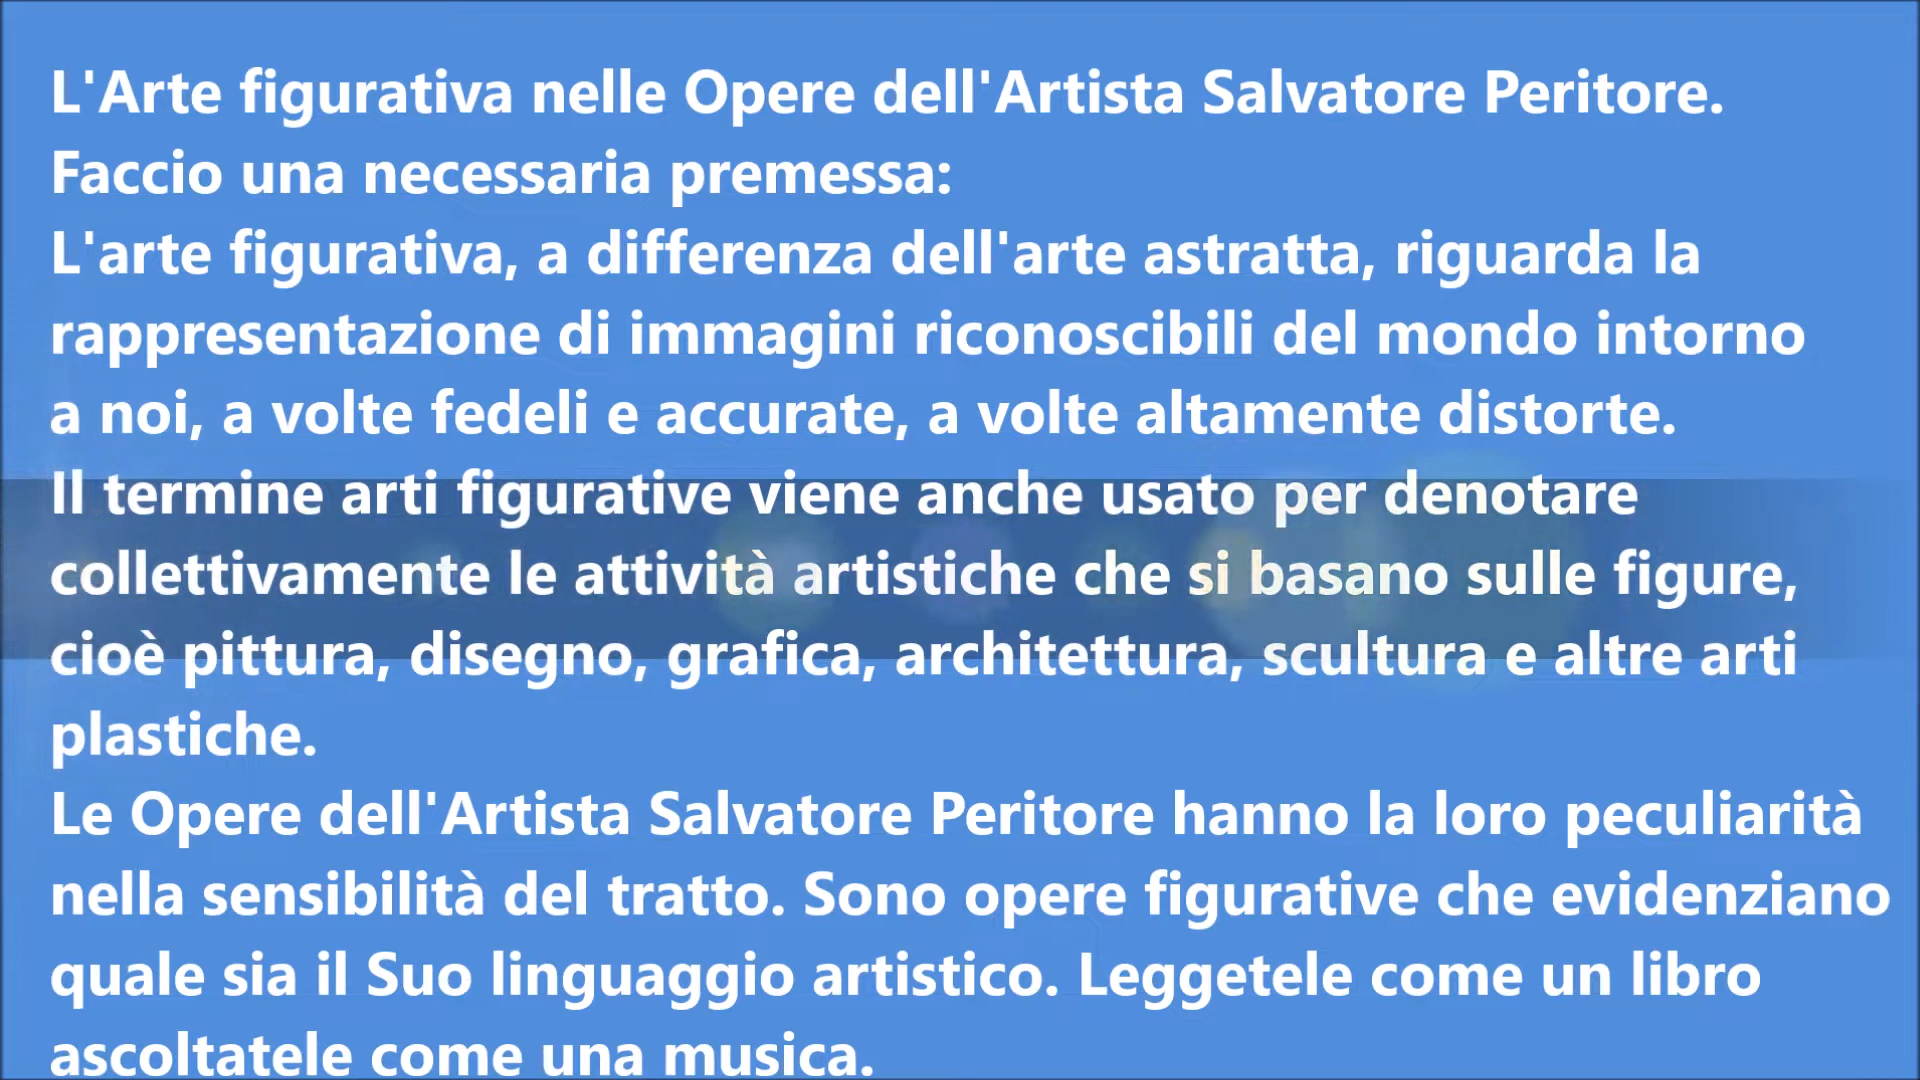 L'Arte figurativa nelle Opere dell'Artista Salvatore Peritore.
Faccio una necessaria premessa:
L'arte figurativa, a differenza dell'arte astratta, riguarda la
rappresentazione di immagini riconoscibili del mondo intorno
a noi, a volte fedeli e accurate, a volte altamente distorte.
Il termine arti figurative viene anche usato per denotare
collettivamente le attività artistiche che si basano sulle figure,
cioè pittura, disegno, grafica, architettura, scultura e altre arti
plastiche.
Le Opere dell'Artista Salvatore Peritore hanno la loro peculiarità
nella sensibilità del tratto. Sono opere figurative che evidenziano
quale sia il Suo linguaggio artistico. Leggetele come un libro
ascoltatele come una musica.